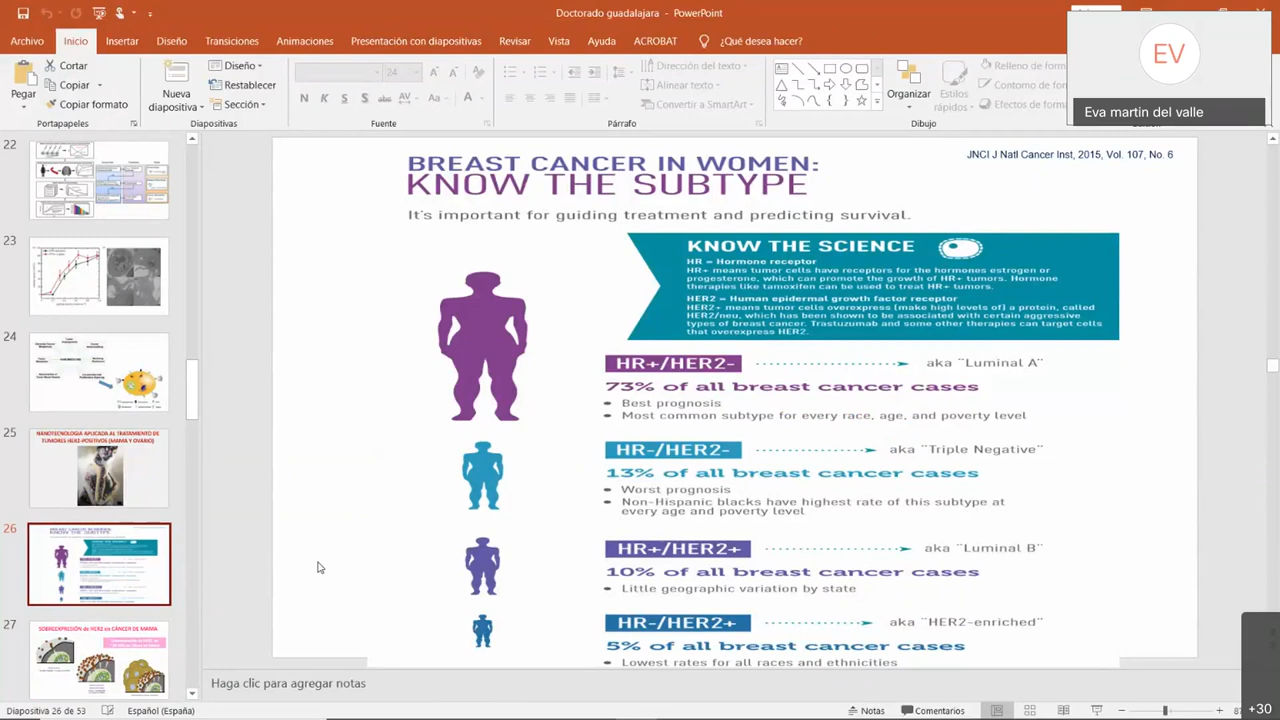 Doctorado guadalajara - PowerPoint
Archivo Inicio Insertar Diseño Transiciones Animaciones Presentación con diapositivas Revisar Vista Ayuda ACROBAT ¿Qué desea hacer?
Pegar
Cortar
Copiar
Copiar formato
Portapapeles
Nueva
diapositiva
Diseño
Restablecer
Sección
Diapositivas
24
N K S S abc AV Aa A
Fuente
Dirección del texto
Alinear texto
Convertir a SmartArt
Párrafo
Organizar
Estilos
rápidos
Relleno de
Contorno de
Efectos de
Dibujo
EV
Eva martin del valle
22
23
24
25
NANOTECNOLOGIA APLICADA AL TRATAMIENTO DE
TUMORES HER2-POSITIVOS (MAMA Y OVARIO)
26
27
SOBREEXPRESIÓN de HER2 en CÁNCER DE MAMA
JNCI J Natl Cancer Inst, 2015, Vol. 107, No. 6
BREAST CANCER IN WOMEN:
KNOW THE SUBTYPE
It's important for guiding treatment and predicting survival.
KNOW THE SCIENCE
HR = Hormone receptor
HR+ means tumor cells have receptors for the hormones estrogen or
progesterone, which can promote the growth of HR+ tumors. Hormone
therapies like tamoxifen can be used to treat HR+ tumors.
HER2 = Human epidermal growth factor receptor
HER2+ means tumor cells overexpress (make high levels of) a protein, called
HER2/neu, which has been shown to be associated with certain aggressive
types of breast cancer. Trastuzumab and some other therapies can target cells
that overexpress HER2.
HR+/HER2- aka "Luminal A"
73% of all breast cancer cases
• Best prognosis
• Most common subtype for every race, age, and poverty level
HR-/HER2- aka "Triple Negative"
13% of all breast cancer cases
• Worst prognosis
• Non-Hispanic blacks have highest rate of this subtype at
every age and poverty level
HR+/HER2+ aka "Luminal B"
10% of all breast cancer cases
• Little geographic variation by state
HR-/HER2+ aka "HER2-enriched"
5% of all breast cancer cases
• Lowest rates for all races and ethnicities
Haga clic para agregar notas
Diapositiva 26 de 53 Español (España) Notas Comentarios
+30